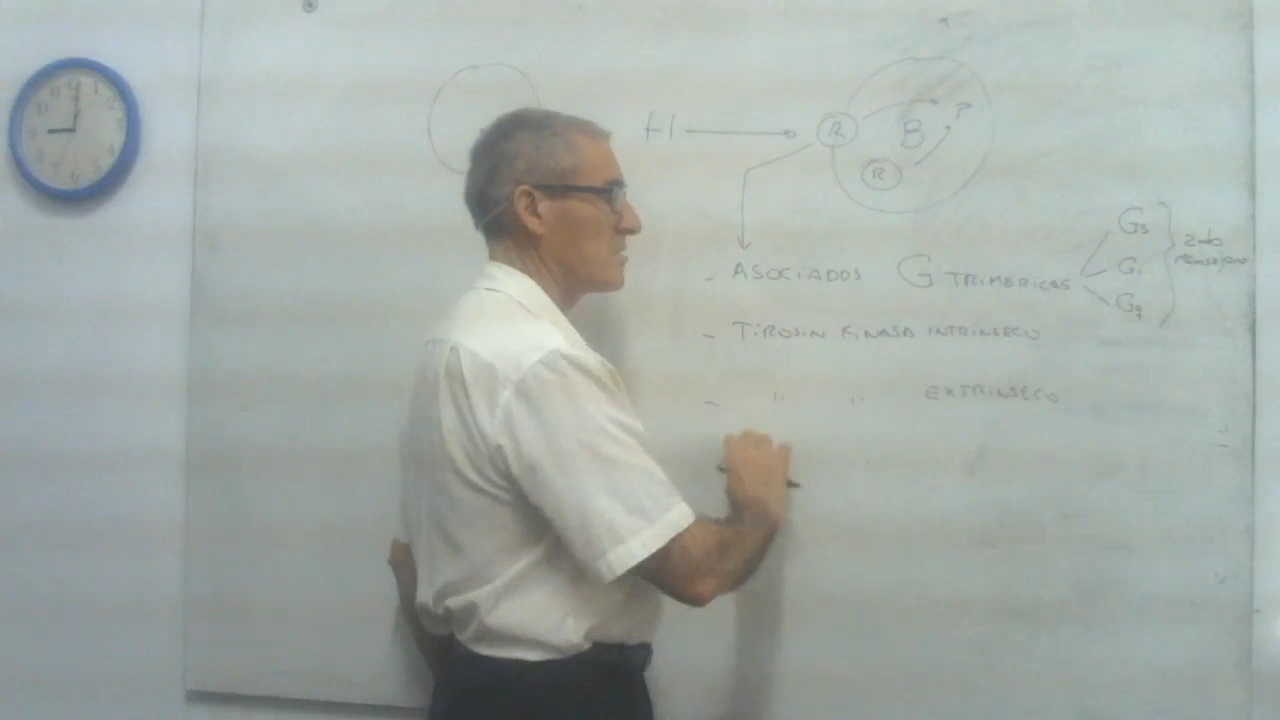 H R B P
R
- ASOCIADOS G TRIMERICAS Gs Gi Gq 2do Mensajero
- TIROSIN KINASA INTRINSECO
- " " EXTRINSECO